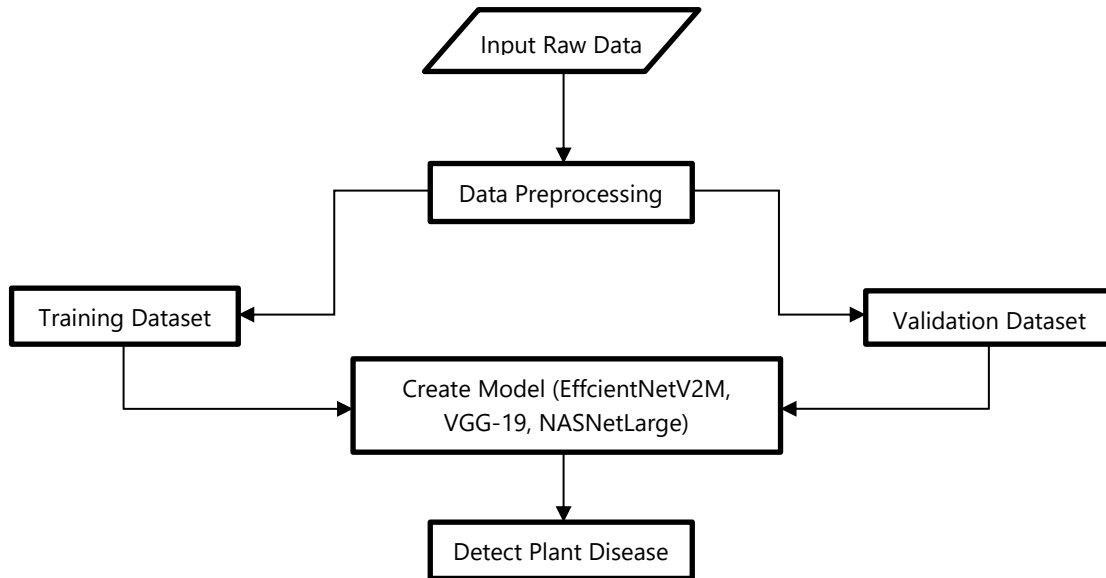 Input Raw Data
Data Preprocessing
Training Dataset
Validation Dataset
Create Model (EffcientNetV2M,
VGG-19, NASNetLarge)
Detect Plant Disease